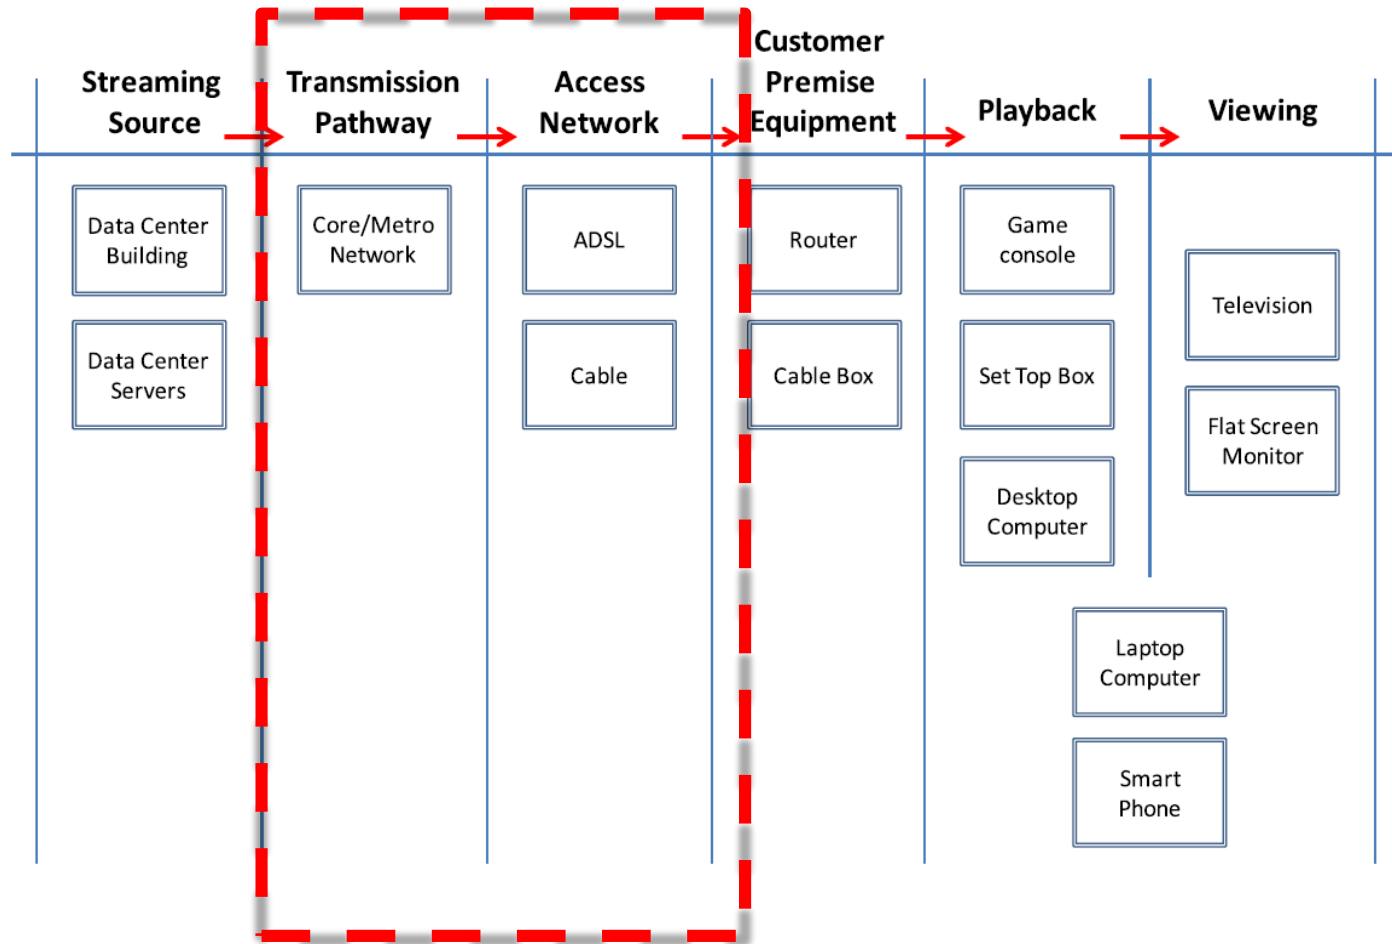 Streaming
Source
Transmission
Pathway
Access
Network
Customer
Premise
Equipment
Playback
Viewing
Data Center
Building
Data Center
Servers
Core/Metro
Network
ADSL
Cable
Router
Cable Box
Game
console
Set Top Box
Desktop
Computer
Television
Flat Screen
Monitor
Laptop
Computer
Smart
Phone